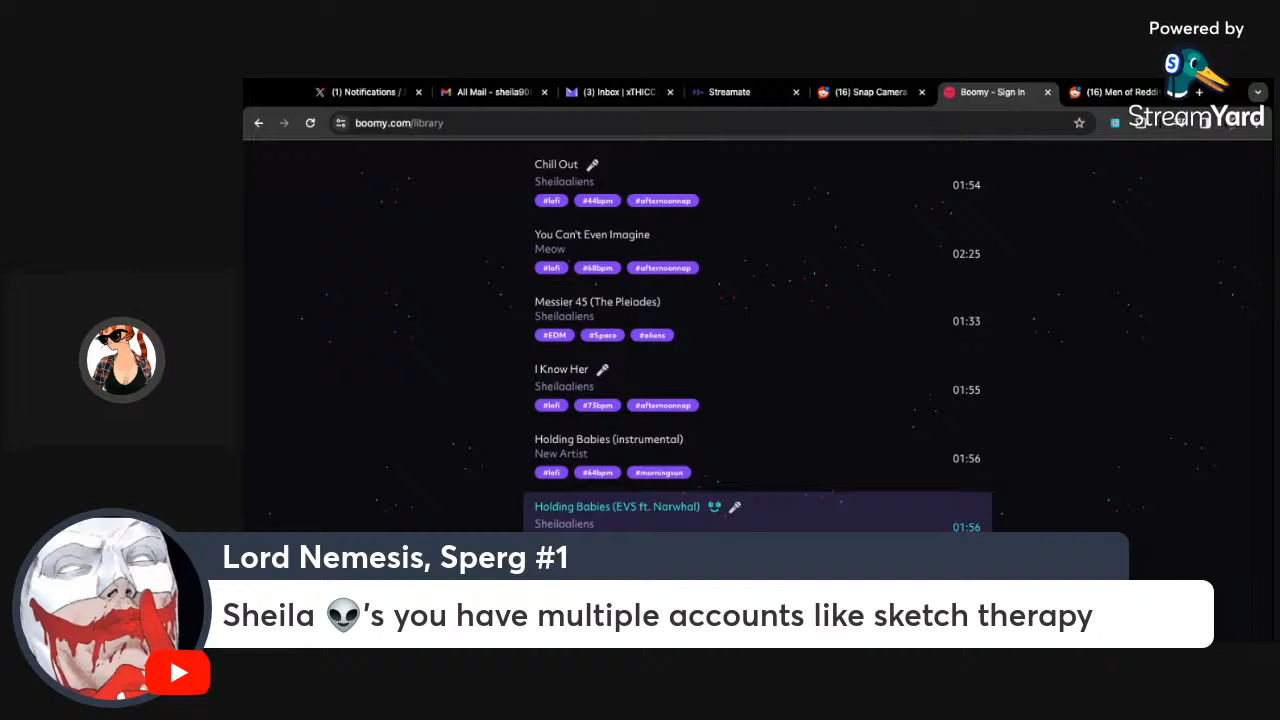 Powered by
StreamYard
(1) Notifications /
All Mail - sheila90
(3) Inbox | xTHICC
Streamate
(16) Snap Camera
Boomy - Sign In
(16) Men of Reddi
boomy.com/library
Chill Out
Sheilaaliens
01:54
#lofi #44bpm #afternoonnap
You Can't Even Imagine
Meow
02:25
#lofi #68bpm #afternoonnap
Messier 45 (The Pleiades)
Sheilaaliens
01:33
#EDM #Space #aliens
I Know Her
Sheilaaliens
01:55
#lofi #73bpm #afternoonnap
Holding Babies (instrumental)
New Artist
01:56
#lofi #64bpm #morningsun
Holding Babies (EVS ft. Narwhal)
Sheilaaliens
01:56
Lord Nemesis, Sperg #1
Sheila 👽's you have multiple accounts like sketch therapy